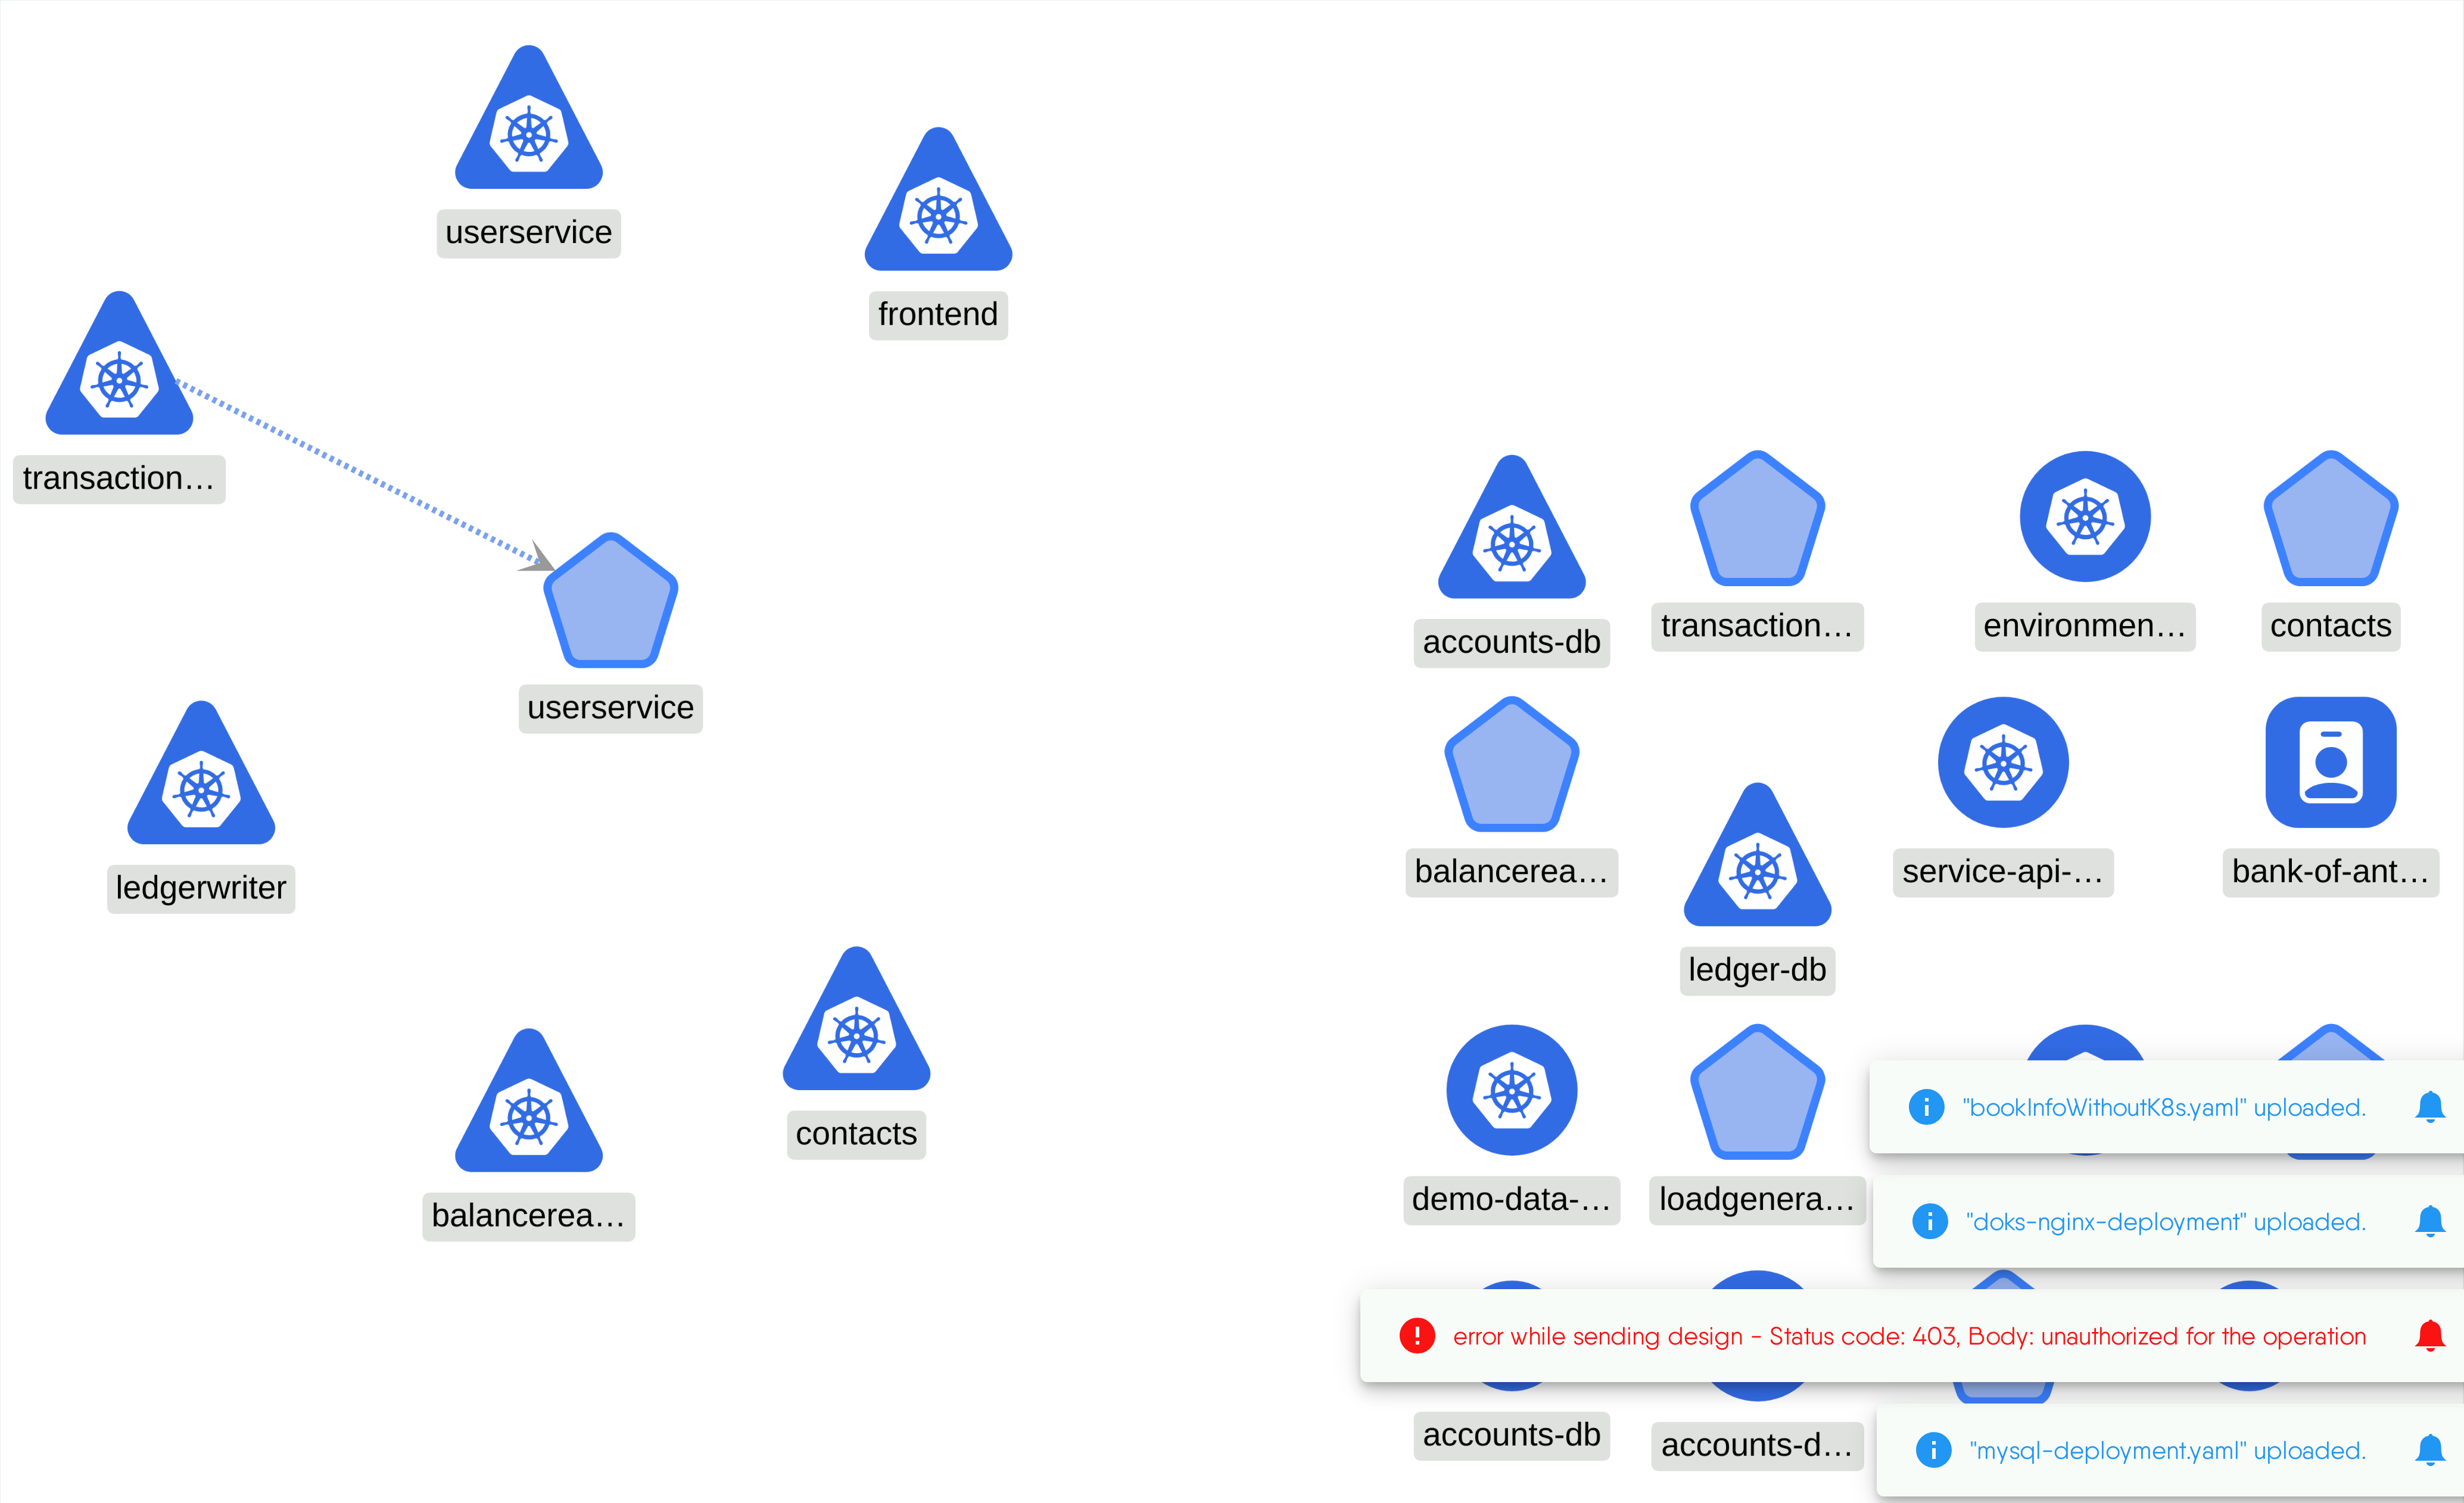 userservice
frontend
transaction…
userservice
ledgerwriter
contacts
balancerea…
accounts-db
transaction…
environmen…
contacts
balancerea…
service-api-…
bank-of-ant…
ledger-db
demo-data-…
loadgenera…
"bookInfoWithoutK8s.yaml" uploaded.
"doks-nginx-deployment" uploaded.
error while sending design - Status code: 403, Body: unauthorized for the operation
accounts-db
accounts-d…
"mysql-deployment.yaml" uploaded.